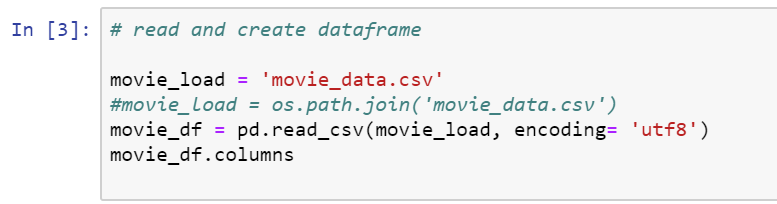 In [3]: # read and create dataframe
movie_load = 'movie_data.csv'
#movie_load = os.path.join('movie_data.csv')
movie_df = pd.read_csv(movie_load, encoding= 'utf8')
movie_df.columns